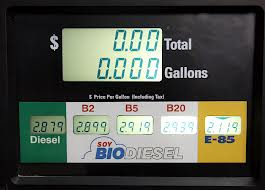 $ 0.00 Total
0.000 Gallons
$ Price Per Gallon (Including Tax)
B2 B5 B20
2.879 2.899 2.919 2.939 2.119
Diesel SOY BIODIESEL E-85